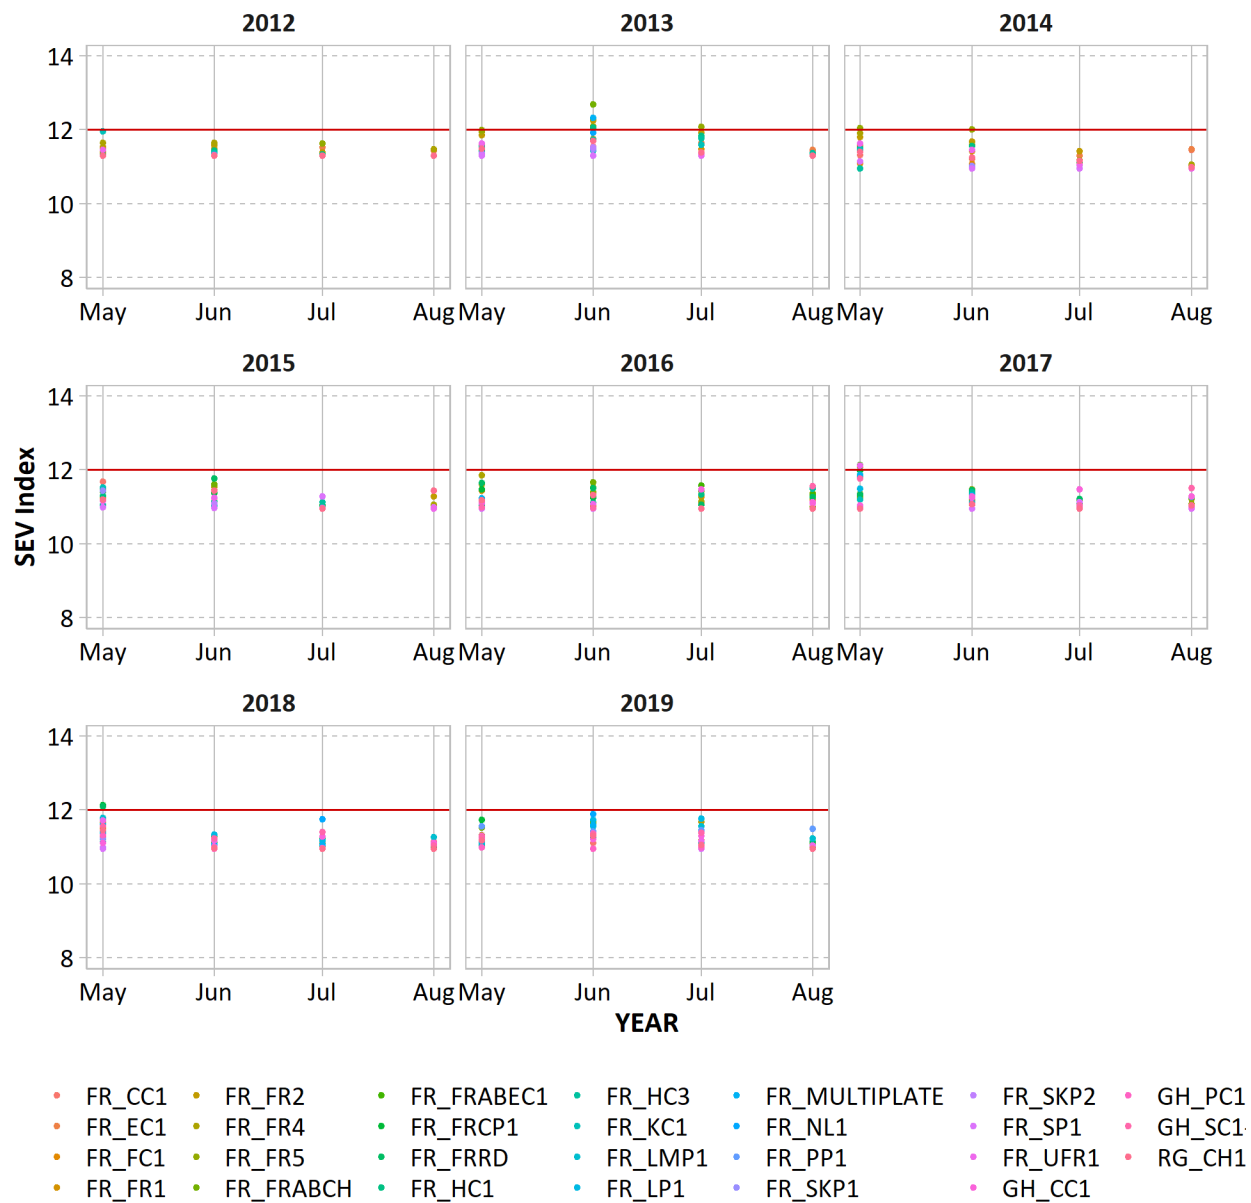 2012 2013 2014
14
12
10
8
May Jun Jul Aug May Jun Jul Aug May Jun Jul Aug
2015 2016 2017
14
12
10
8
May Jun Jul Aug May Jun Jul Aug May Jun Jul Aug
SEV Index
2018 2019
14
12
10
8
May Jun Jul Aug May Jun Jul Aug
YEAR
FR_CC1 FR_FR2 FR_FRABEC1 FR_HC3 FR_MULTIPLATE FR_SKP2 GH_PC1
FR_EC1 FR_FR4 FR_FRCP1 FR_KC1 FR_NL1 FR_SP1 GH_SC1-
FR_FC1 FR_FR5 FR_FRRD FR_LMP1 FR_PP1 FR_UFR1 RG_CH1
FR_FR1 FR_FRABCH FR_HC1 FR_LP1 FR_SKP1 GH_CC1